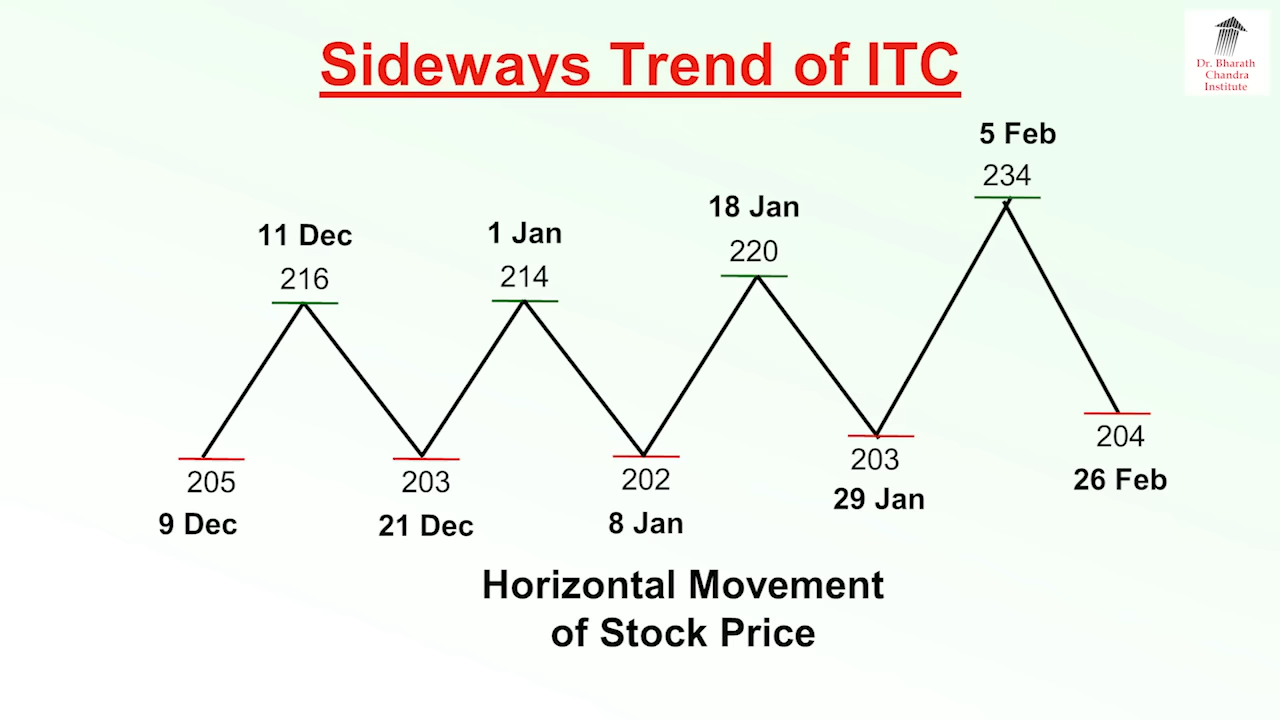 Sideways Trend of ITC
Dr. Bharath
Chandra
Institute
5 Feb
234
18 Jan
220
11 Dec
216
1 Jan
214
205
9 Dec
203
21 Dec
202
8 Jan
203
29 Jan
204
26 Feb
Horizontal Movement
of Stock Price